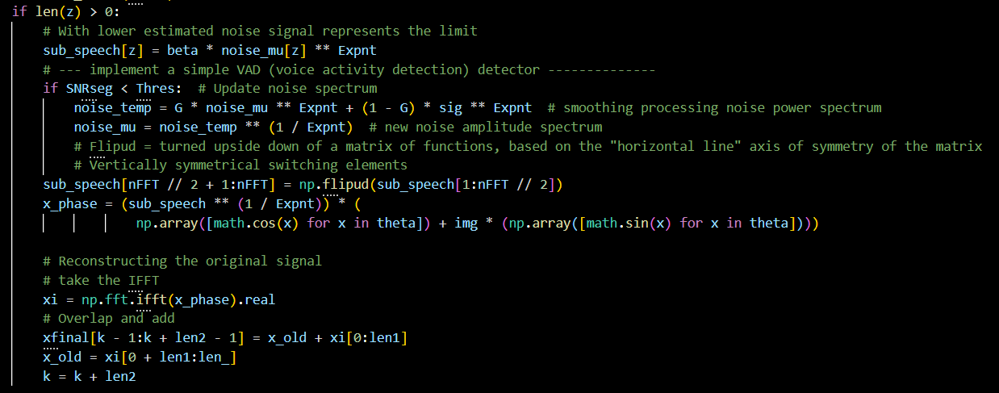 if len(z) > 0:
# With lower estimated noise signal represents the limit
sub_speech[z] = beta * noise_mu[z] ** Expnt
# --- implement a simple VAD (voice activity detection) detector --------------
if SNRseg < Thres:  # Update noise spectrum
noise_temp = G * noise_mu ** Expnt + (1 - G) * sig ** Expnt  # smoothing processing noise power spectrum
noise_mu = noise_temp ** (1 / Expnt)  # new noise amplitude spectrum
# Flipud = turned upside down of a matrix of functions, based on the "horizontal line" axis of symmetry of the matrix
# Vertically symmetrical switching elements
sub_speech[nFFT // 2 + 1:nFFT] = np.flipud(sub_speech[1:nFFT // 2])
x_phase = (sub_speech ** (1 / Expnt)) * (
np.array([math.cos(x) for x in theta]) + img * (np.array([math.sin(x) for x in theta])))
# Reconstructing the original signal
# take the IFFT
xi = np.fft.ifft(x_phase).real
# Overlap and add
xfinal[k - 1:k + len2 - 1] = x_old + xi[0:len1]
x_old = xi[0 + len1:len_]
k = k + len2